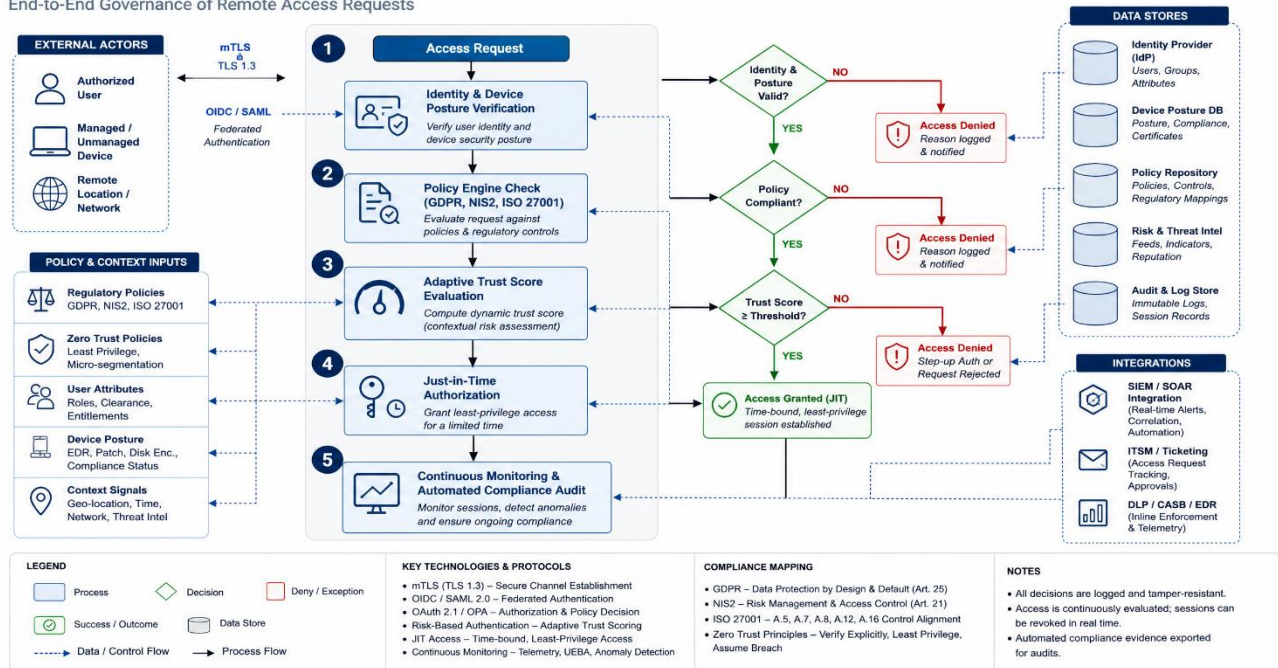 End-to-End Governance of Remote Access Requests
EXTERNAL ACTORS
Authorized
User
Managed /
Unmanaged
Device
Remote
Location /
Network
mTLS
TLS 1.3
OIDC / SAML
Federated
Authentication
POLICY & CONTEXT INPUTS
Regulatory Policies
GDPR, NIS2, ISO 27001
Zero Trust Policies
Least Privilege,
Micro-segmentation
User Attributes
Roles, Clearance,
Entitlements
Device Posture
EDR, Patch, Disk Enc.,
Compliance Status
Context Signals
Geo-location, Time,
Network, Threat Intel
1
Access Request
Identity & Device
Posture Verification
Verify user identity and
device security posture
2
Policy Engine Check
(GDPR, NIS2, ISO 27001)
Evaluate request against
policies & regulatory controls
3
Adaptive Trust Score
Evaluation
Compute dynamic trust score
(contextual risk assessment)
4
Just-in-Time
Authorization
Grant least-privilege access
for a limited time
5
Continuous Monitoring &
Automated Compliance Audit
Monitor sessions, detect anomalies
and ensure ongoing compliance
Identity &
Posture
Valid?
NO
YES
Access Denied
Reason logged
& notified
Policy
Compliant?
NO
YES
Access Denied
Reason logged
& notified
Trust Score
≥ Threshold?
NO
YES
Access Denied
Step-up Auth or
Request Rejected
Access Granted (JIT)
Time-bound, least-privilege
session established
DATA STORES
Identity Provider
(IdP)
Users, Groups,
Attributes
Device Posture DB
Posture, Compliance,
Certificates
Policy Repository
Policies, Controls,
Regulatory Mappings
Risk & Threat Intel
Feeds, Indicators,
Reputation
Audit & Log Store
Immutable Logs,
Session Records
INTEGRATIONS
SIEM / SOAR
Integration
(Real-time Alerts,
Correlation,
Automation)
ITSM / Ticketing
(Access Request
Tracking,
Approvals)
DLP / CASB / EDR
(Inline Enforcement
& Telemetry)
LEGEND
Process
Decision
Deny / Exception
Success / Outcome
Data Store
Data / Control Flow
Process Flow
KEY TECHNOLOGIES & PROTOCOLS
• mTLS (TLS 1.3) – Secure Channel Establishment
• OIDC / SAML 2.0 – Federated Authentication
• OAuth 2.1 / OPA – Authorization & Policy Decision
• Risk-Based Authentication – Adaptive Trust Scoring
• JIT Access – Time-bound, Least-Privilege Access
• Continuous Monitoring – Telemetry, UEBA, Anomaly Detection
COMPLIANCE MAPPING
• GDPR – Data Protection by Design & Default (Art. 25)
• NIS2 – Risk Management & Access Control (Art. 21)
• ISO 27001 – A.5, A.7, A.8, A.12, A.16 Control Alignment
• Zero Trust Principles – Verify Explicitly, Least Privilege,
Assume Breach
NOTES
• All decisions are logged and tamper-resistant.
• Access is continuously evaluated; sessions can
be revoked in real time.
• Automated compliance evidence exported
for audits.